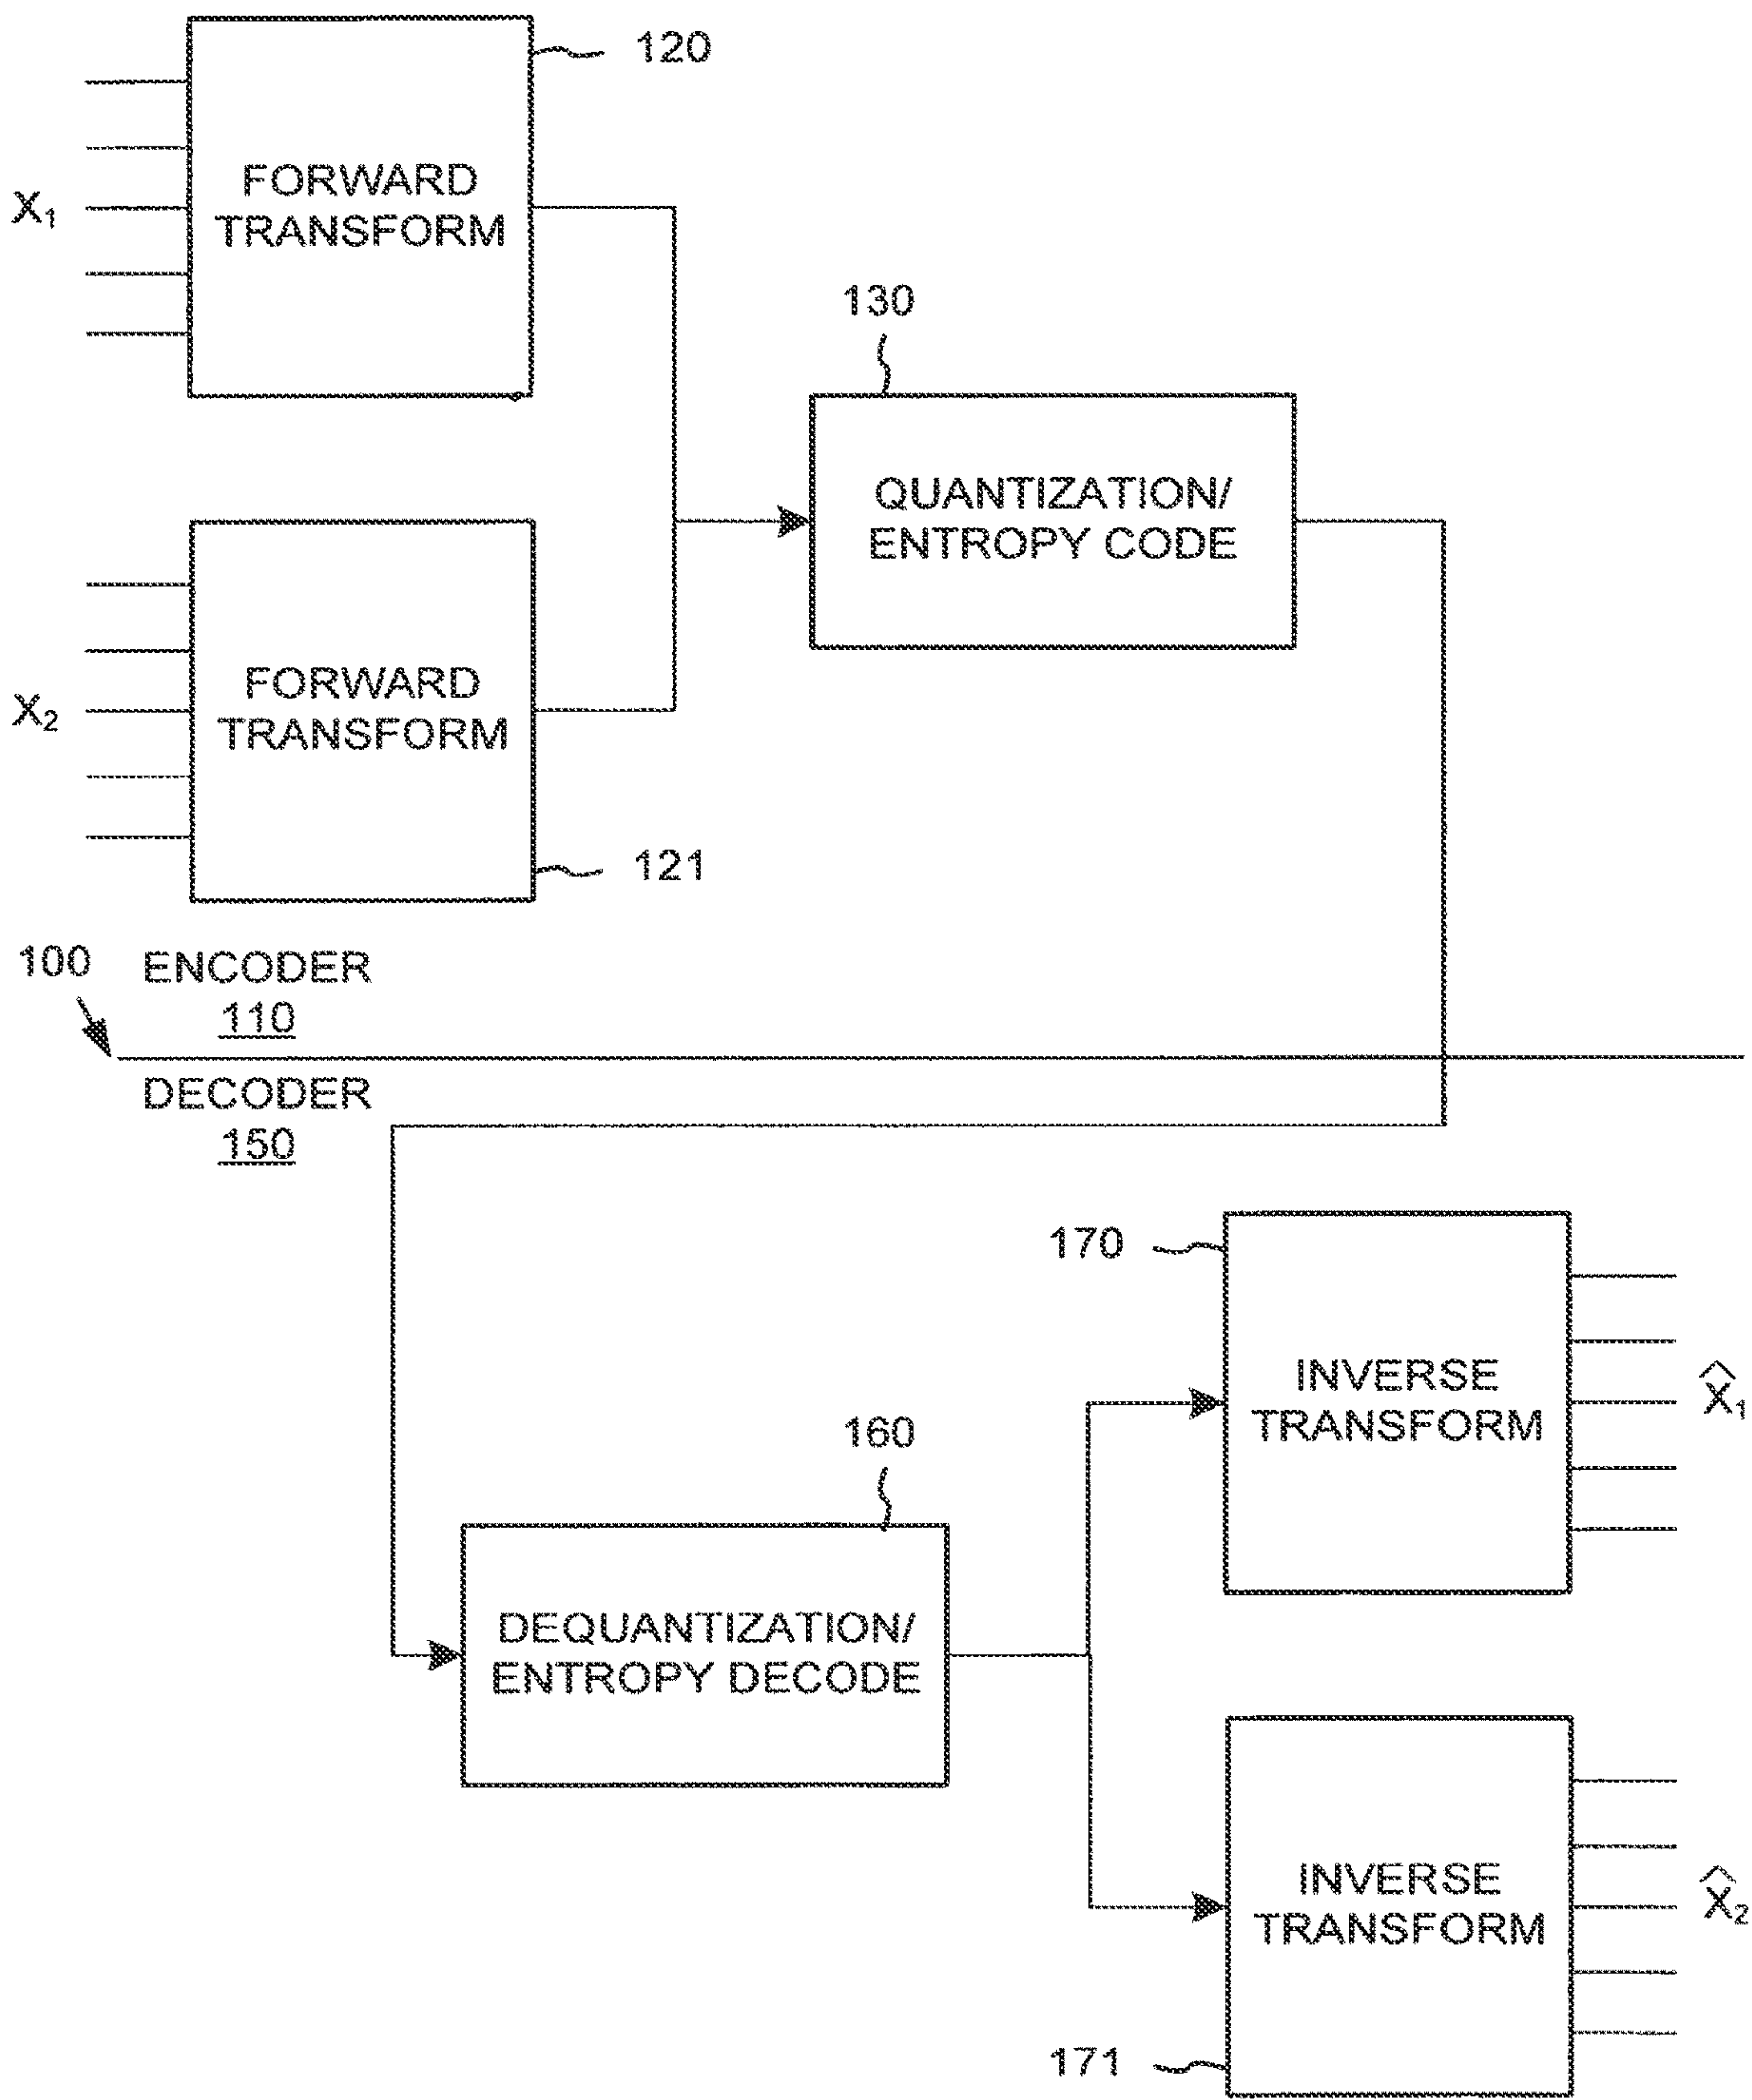 120
FORWARD
TRANSFORM
X₁
130
QUANTIZATION/
ENTROPY CODE
FORWARD
TRANSFORM
X₂
121
100
ENCODER
110
DECODER
150
170
INVERSE
TRANSFORM
X̂₁
160
DEQUANTIZATION/
ENTROPY DECODE
INVERSE
TRANSFORM
X̂₂
171